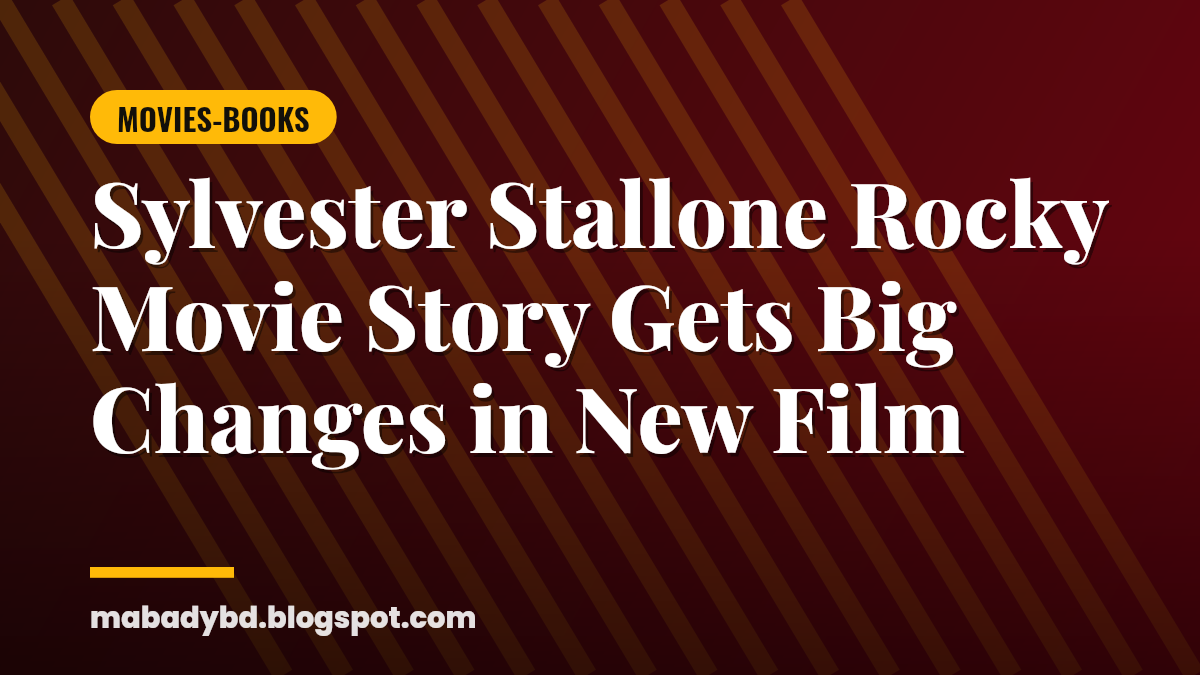 MOVIES-BOOKS
Sylvester Stallone Rocky
Movie Story Gets Big
Changes in New Film
mabadybd.blogspot.com